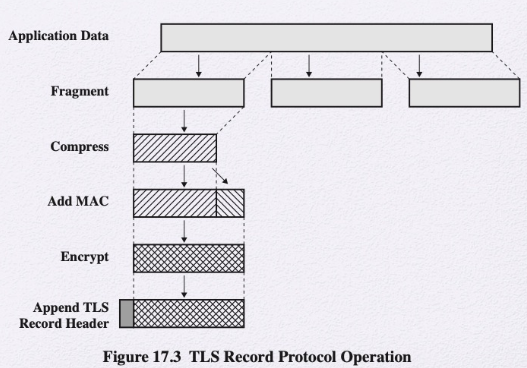 Application Data
Fragment
Compress
Add MAC
Encrypt
Append TLS
Record Header
Figure 17.3 TLS Record Protocol Operation